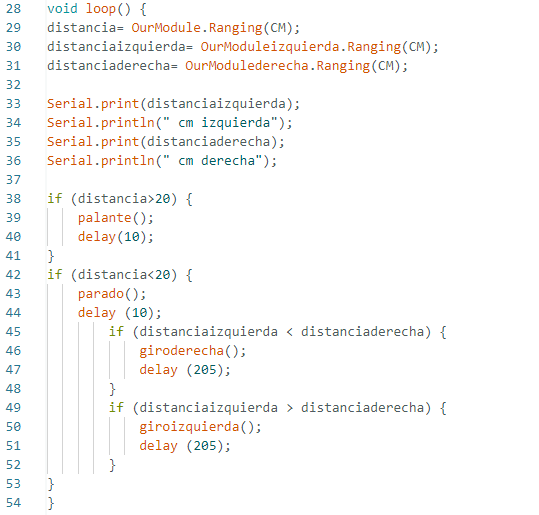 28 void loop() {
29 distancia= OurModule.Ranging(CM);
30 distanciaizquierda= OurModuleizquierda.Ranging(CM);
31 distanciaderecha= OurModulederecha.Ranging(CM);
32
33 Serial.print(distanciaizquierda);
34 Serial.println(" cm izquierda");
35 Serial.print(distanciaderecha);
36 Serial.println(" cm derecha");
37
38 if (distancia>20) {
39     palante();
40     delay(10);
41 }
42 if (distancia<20) {
43     parado();
44     delay (10);
45         if (distanciaizquierda < distanciaderecha) {
46             giroderecha();
47             delay (205);
48         }
49         if (distanciaizquierda > distanciaderecha) {
50             giroizquierda();
51             delay (205);
52         }
53 }
54 }